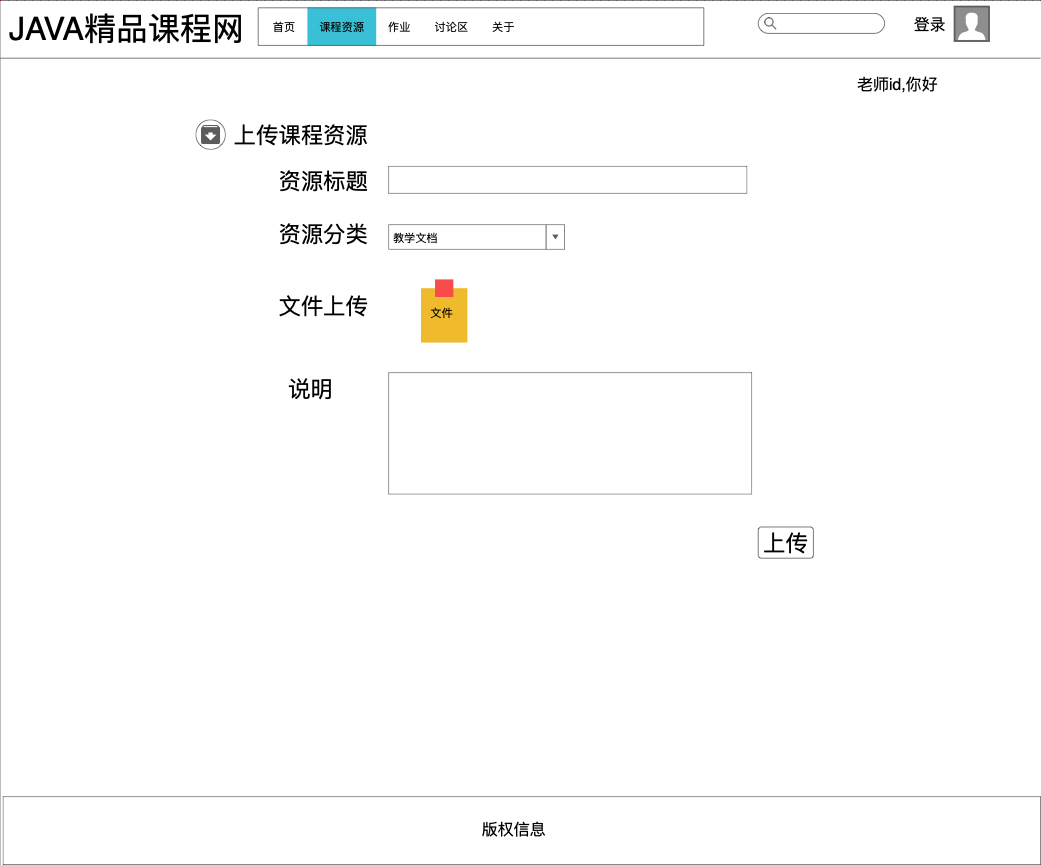 JAVA精品课程网
首页 课程资源 作业 讨论区 关于
登录
老师id,你好
上传课程资源
资源标题
资源分类 教学文档
文件上传 文件
说明
上传
版权信息